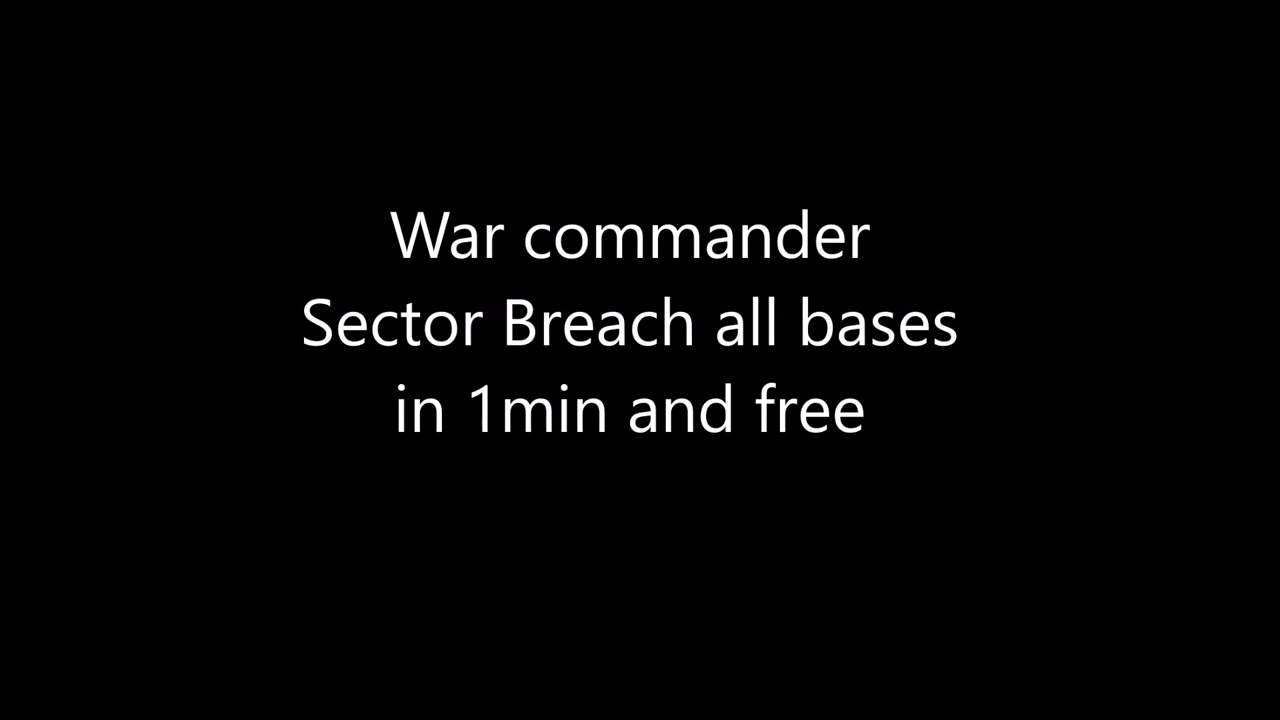 War commander
Sector Breach all bases
in 1min and free